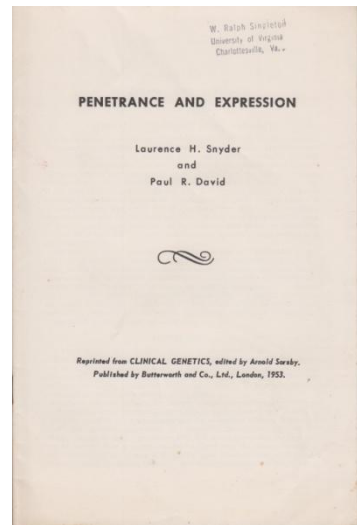 W. Ralph Singleton
University of Virginia
Charlottesville, Va.
PENETRANCE AND EXPRESSION
Laurence H. Snyder
and
Paul R. David
Reprinted from CLINICAL GENETICS, edited by Arnold Sorsby.
Published by Butterworth and Co., Ltd., London, 1953.